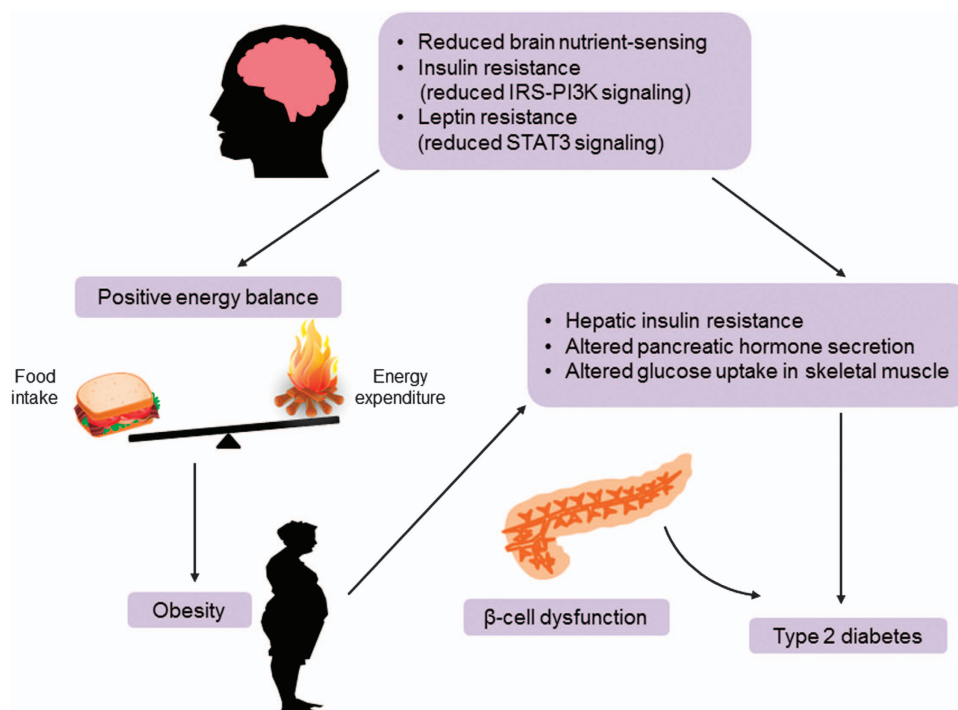 • Reduced brain nutrient-sensing
• Insulin resistance
(reduced IRS-PI3K signaling)
• Leptin resistance
(reduced STAT3 signaling)
Positive energy balance
Food
intake
Energy
expenditure
• Hepatic insulin resistance
• Altered pancreatic hormone secretion
• Altered glucose uptake in skeletal muscle
Obesity
β-cell dysfunction
Type 2 diabetes